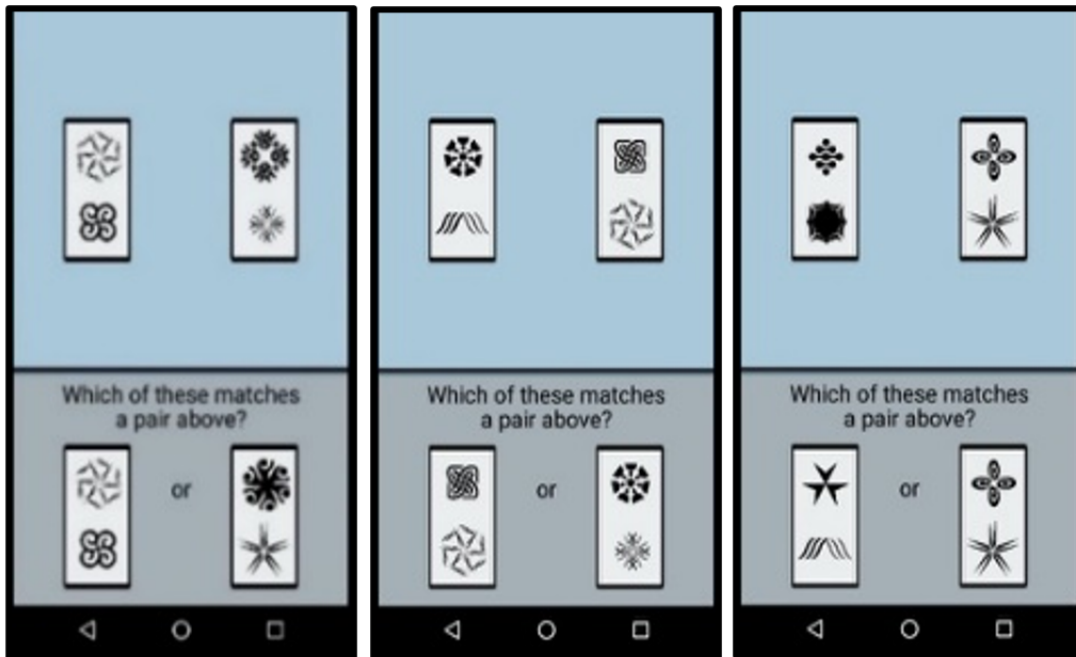 Which of these matches
a pair above?
or
Which of these matches
a pair above?
or
Which of these matches
a pair above?
or